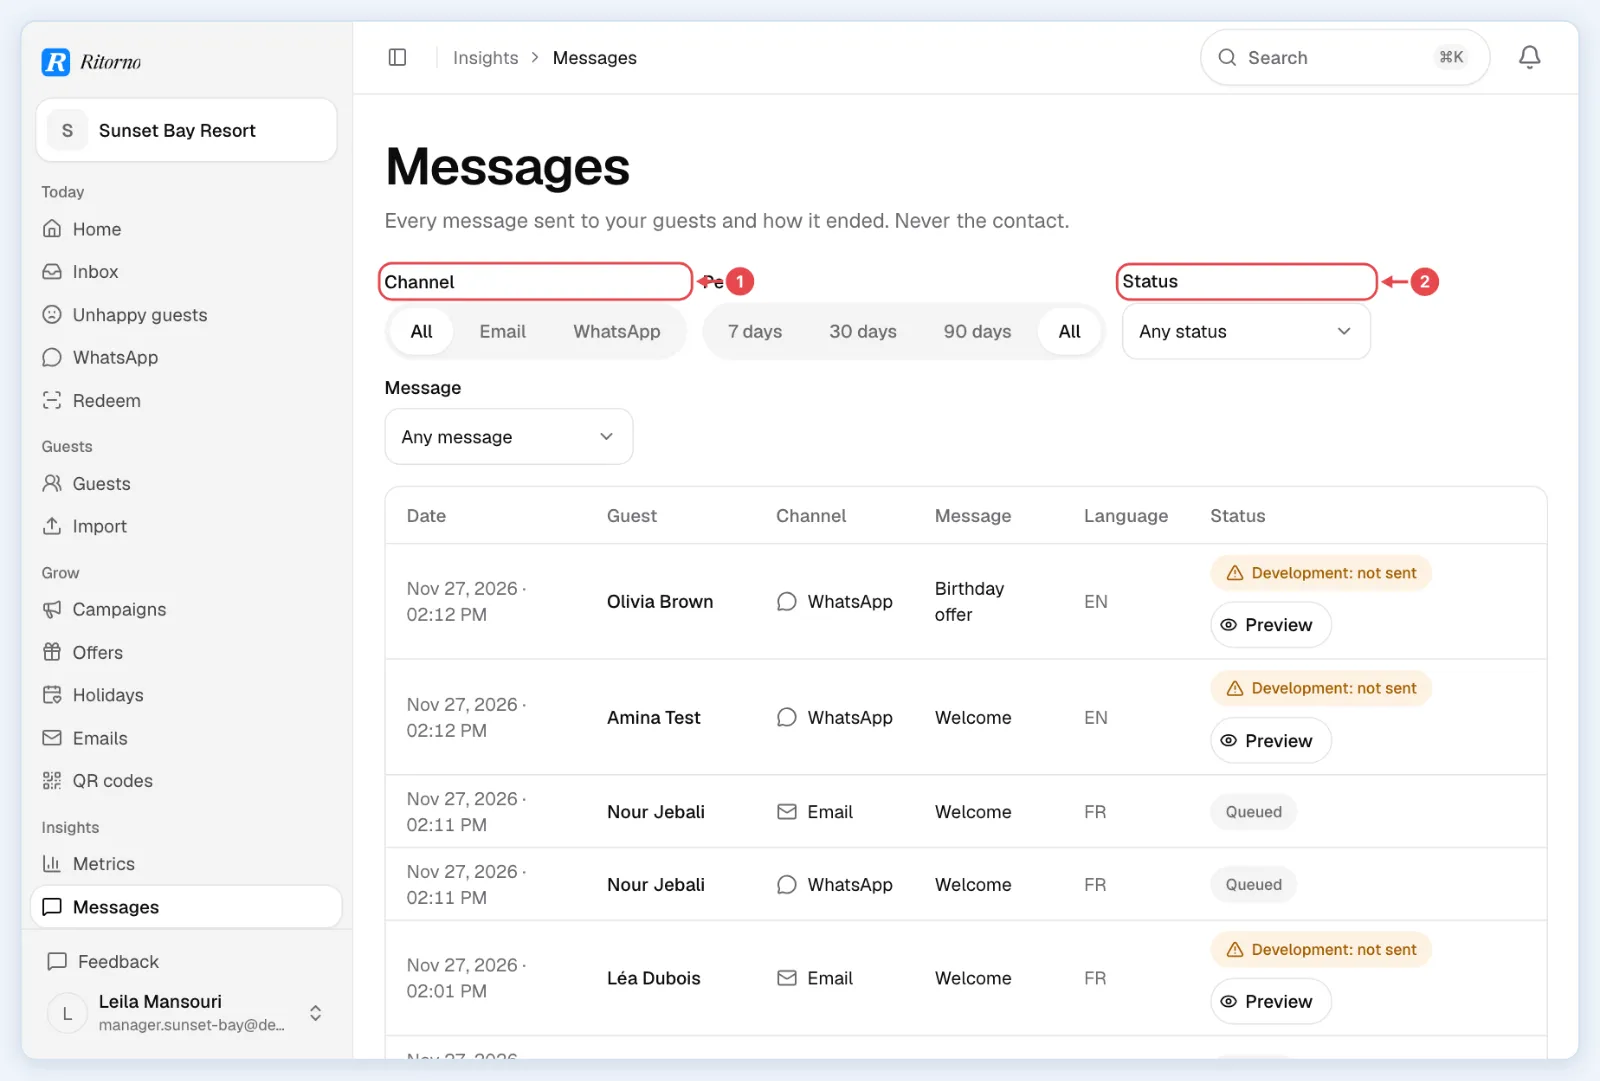 Ritorno
S
Sunset Bay Resort
Today
Home
Inbox
Unhappy guests
WhatsApp
Redeem
Guests
Guests
Import
Grow
Campaigns
Offers
Holidays
Emails
QR codes
Insights
Metrics
Messages
Feedback
L
Leila Mansouri
manager.sunset-bay@de...
Insights > Messages
Search ⌘K
Messages
Every message sent to your guests and how it ended. Never the contact.
Channel 1 Status 2
All Email WhatsApp 7 days 30 days 90 days All Any status
Message
Any message
Date Guest Channel Message Language Status
Nov 27, 2026 ·
02:12 PM
Olivia Brown
WhatsApp
Birthday
offer
EN
Development: not sent
Preview
Nov 27, 2026 ·
02:12 PM
Amina Test
WhatsApp
Welcome
EN
Development: not sent
Preview
Nov 27, 2026 ·
02:11 PM
Nour Jebali
Email
Welcome
FR
Queued
Nov 27, 2026 ·
02:11 PM
Nour Jebali
WhatsApp
Welcome
FR
Queued
Nov 27, 2026 ·
02:01 PM
Léa Dubois
Email
Welcome
FR
Development: not sent
Preview